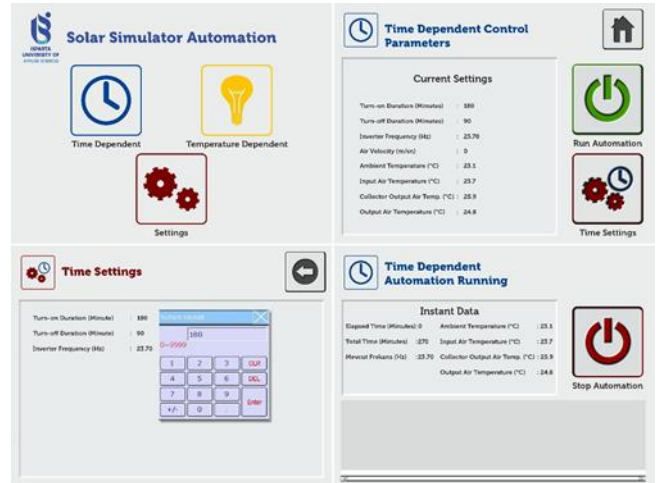 ISPARTA
UNIVERSITY OF
APPLIED SCIENCES
Solar Simulator Automation
Time Dependent
Temperature Dependent
Settings
Time Dependent Control
Parameters
Current Settings
Turn-on Duration (Minutes) : 180
Turn-off Duration (Minutes) : 90
Inverter Frequency (Hz) : 23.70
Air Velocity (m/sn) : 0
Ambient Temperature (°C) : 23.1
Input Air Temperature (°C) : 23.7
Collector Output Air Temp. (°C) : 25.9
Output Air Temperature (°C) : 24.8
Run Automation
Time Settings
Time Settings
Turn-on Duration (Minute) : 180
Turn-off Duration (Minute) : 90
Inverter Frequency (Hz) : 23.70
180
0~9999
1 2 3 CLR
4 5 6 DEL
7 8 9 Enter
+/- 0 .
Time Dependent
Automation Running
Instant Data
Elapsed Time (Minutes): 0 Ambient Temperature (°C) : 23.1
Total Time (Minutes) :270 Input Air Temperature (°C) : 23.7
Mevcut Frekans (Hz) :23.70 Collector Output Air Temp. (°C) : 25.9
Output Air Temperature (°C) : 24.8
Stop Automation